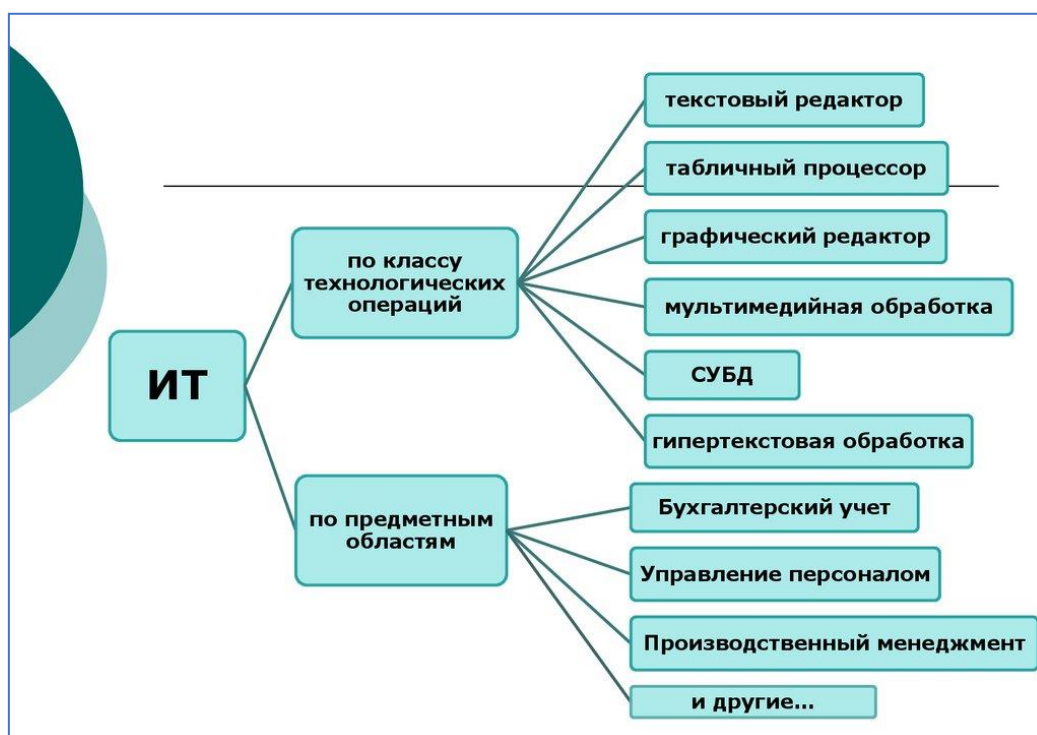 ИТ
по классу
технологических
операций
текстовый редактор
табличный процессор
графический редактор
мультимедийная обработка
СУБД
гипертекстовая обработка
по предметным
областям
Бухгалтерский учет
Управление персоналом
Производственный менеджмент
и другие...